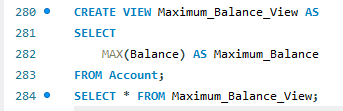 280 CREATE VIEW Maximum_Balance_View AS
281 SELECT
282 MAX(Balance) AS Maximum_Balance
283 FROM Account;
284 SELECT * FROM Maximum_Balance_View;